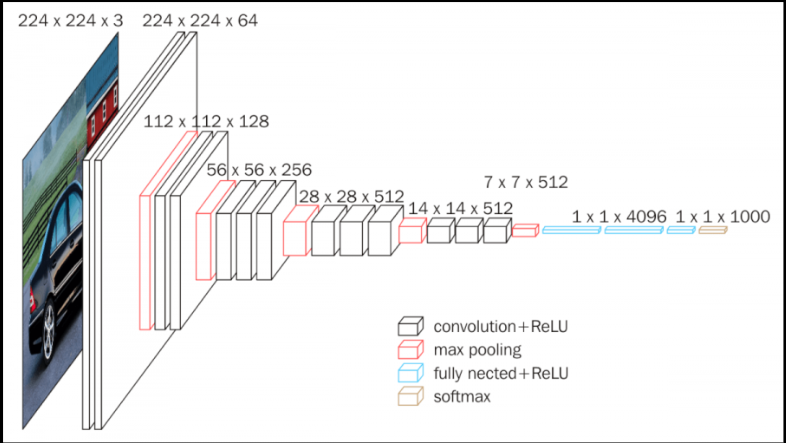 224 x 224 x 3
224 x 224 x 64
112 x 112 x 128
56 x 56 x 256
28 x 28 x 512
14 x 14 x 512
7 x 7 x 512
1 x 1 x 4096
1 x 1 x 1000
convolution+ReLU
max pooling
fully nected+ReLU
softmax